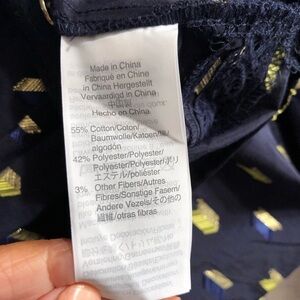 Made in China
Fabriqué en Chine
in China Hergestellt
Vervaardigd in China
中国製
Hecho en China
55% Cotton/Coton/
Baumwolle/Katoen/綿/
algodón
42% Polyester/Polyester/
Polyester/Polyester/ポリ
エステル/poliéster
3% Other Fibers/Autres
Fibres/Sonstige Fasern/
Andere Vezels/その他の
繊維/otras fibras